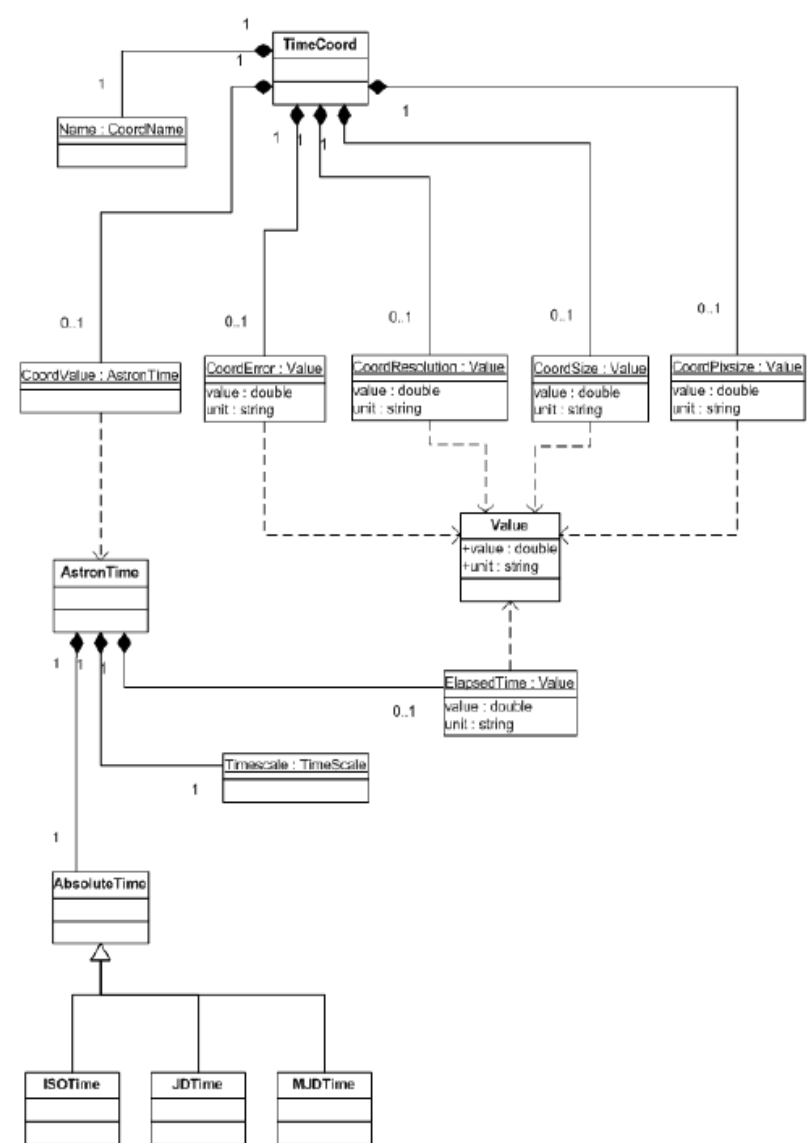 1
TimeCoord
1
1
Name : CoordName
1
1
1
1
0..1
0..1
0..1
0..1
0..1
CoordValue : AstronTime
CoordError : Value
value : double
unit : string
CoordResolution : Value
value : double
unit : string
CoordSize : Value
value : double
unit : string
CoordPixsize : Value
value : double
unit : string
Value
+value : double
+unit : string
AstronTime
1
1
1
ElapsedTime : Value
value : double
unit : string
0..1
Timescale : TimeScale
1
1
AbsoluteTime
ISOTime
JDTime
MJDTime